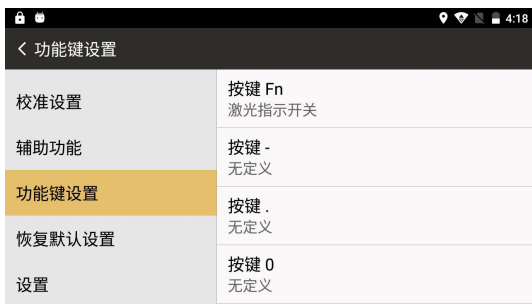 4:18
功能键设置
校准设置
辅助功能
功能键设置
恢复默认设置
设置
按键 Fn
激光指示开关
按键 -
无定义
按键 .
无定义
按键 0
无定义